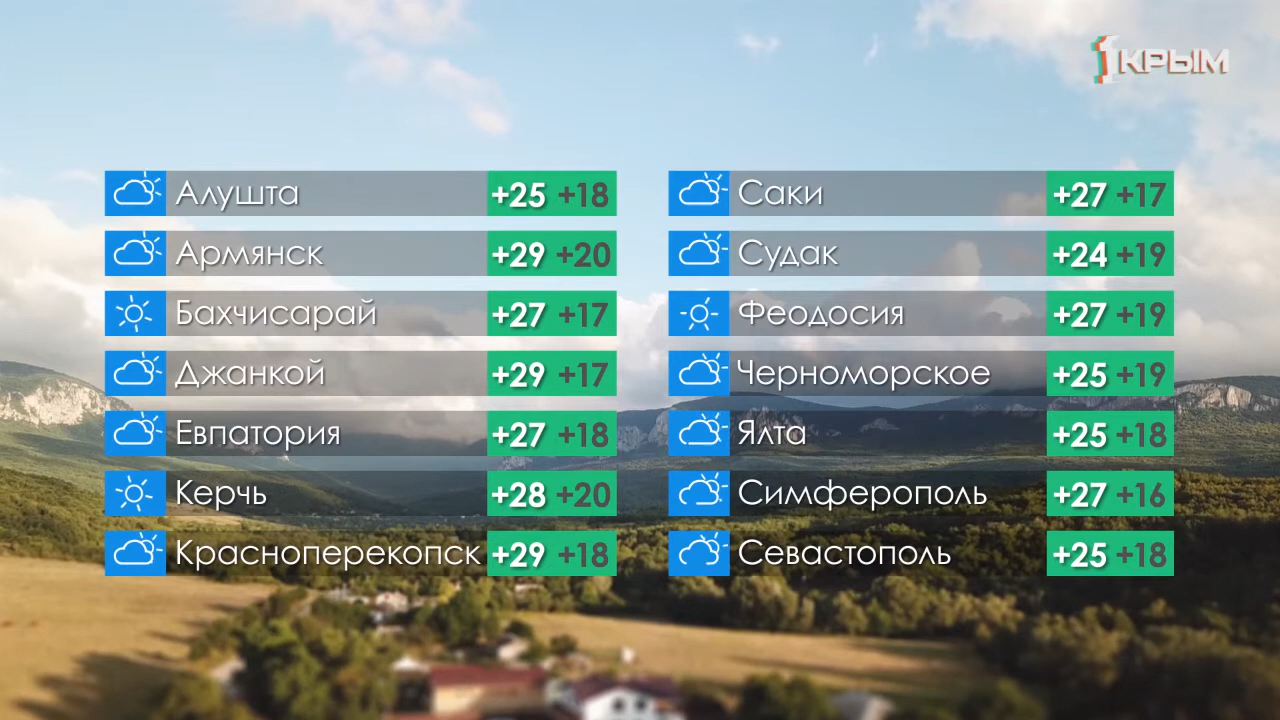 1 КРЫМ
Алушта +25 +18
Армянск +29 +20
Бахчисарай +27 +17
Джанкой +29 +17
Евпатория +27 +18
Керчь +28 +20
Красноперекопск +29 +18
Саки +27 +17
Судак +24 +19
Феодосия +27 +19
Черноморское +25 +19
Ялта +25 +18
Симферополь +27 +16
Севастополь +25 +18